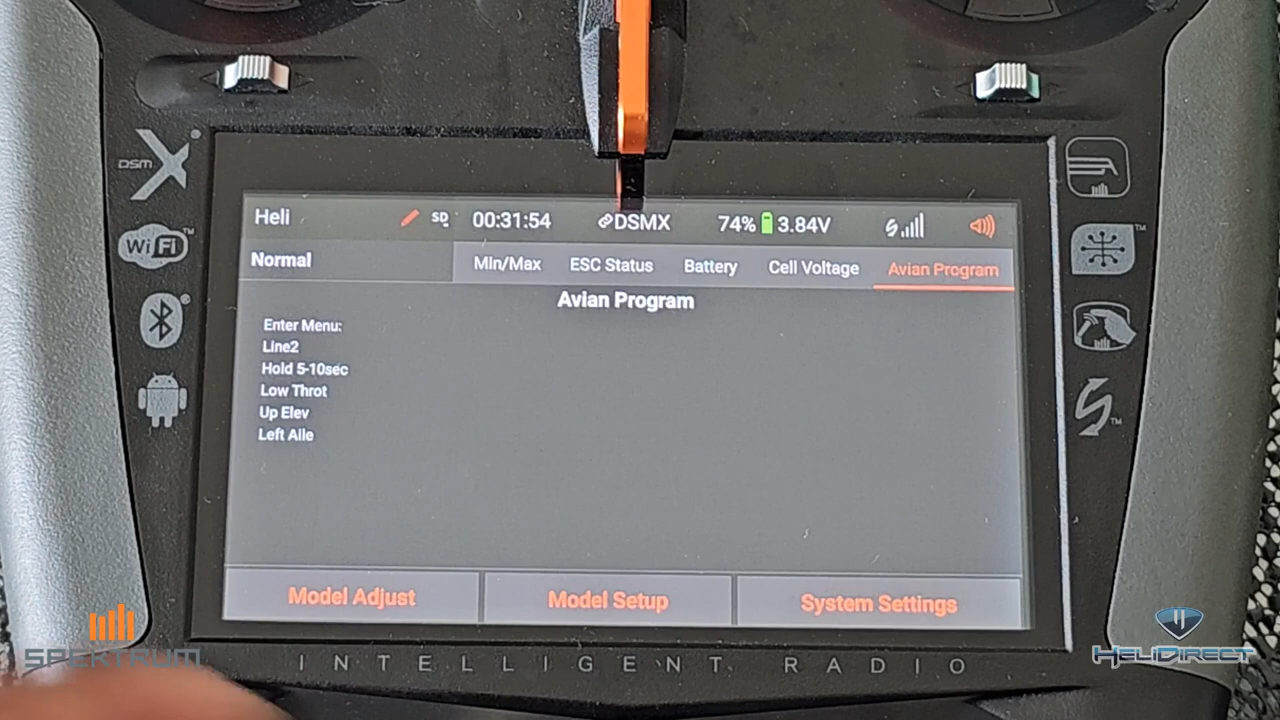 DSM X
WiFi™
Heli SD 00:31:54 DSMX 74% 3.84V
Normal Min/Max ESC Status Battery Cell Voltage Avian Program
Avian Program
Enter Menu:
Line2
Hold 5-10sec
Low Throt
Up Elev
Left Aile
Model Adjust Model Setup System Settings
SPEKTRUM
INTELLIGENT RADIO
HELIDIRECT